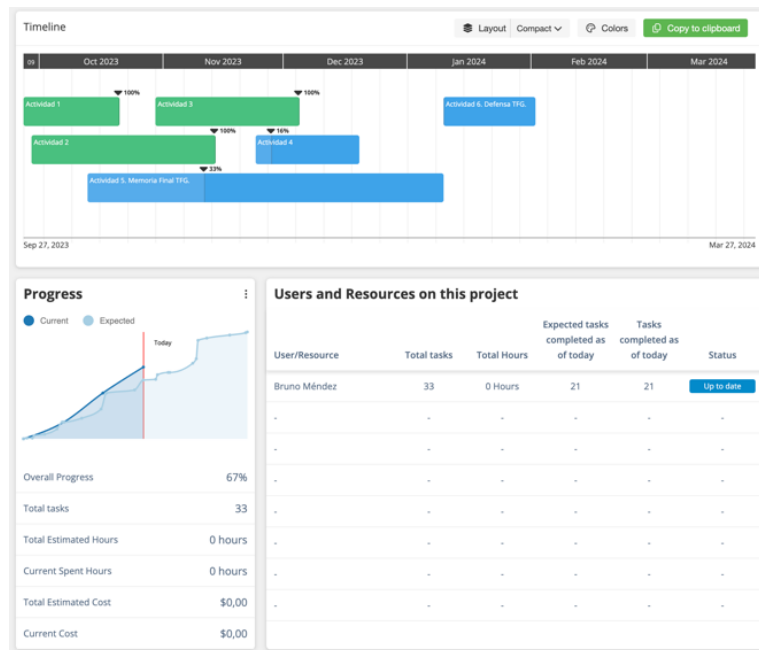 Timeline
Layout Compact Colors Copy to clipboard
09 Oct 2023 Nov 2023 Dec 2023 Jan 2024 Feb 2024 Mar 2024
100% 100%
Actividad 1 Actividad 3 Actividad 6. Defensa TFG.
100% 16%
Actividad 2 Actividad 4
33%
Actividad 5. Memoria Final TFG.
Sep 27, 2023 Mar 27, 2024
Progress
Current Expected
Today
Overall Progress 67%
Total tasks 33
Total Estimated Hours 0 hours
Current Spent Hours 0 hours
Total Estimated Cost $0,00
Current Cost $0,00
Users and Resources on this project
User/Resource Total tasks Total Hours Expected tasks completed as of today Tasks completed as of today Status
Bruno Méndez 33 0 Hours 21 21 Up to date
- - - - - -
- - - - - -
- - - - - -
- - - - - -
- - - - - -
- - - - - -
- - - - - -